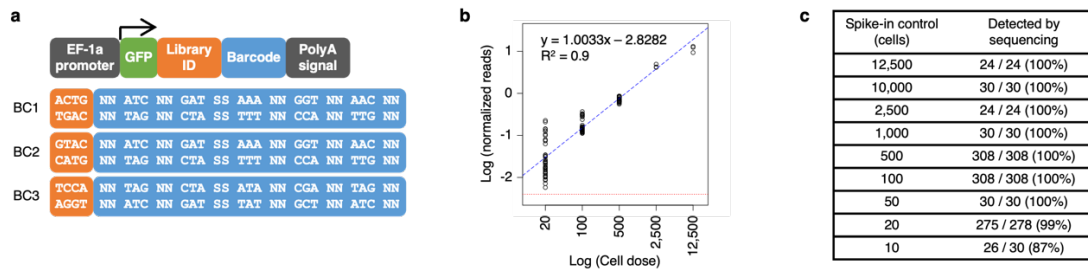 a
EF-1a promoter
GFP
Library ID
Barcode
PolyA signal
BC1
ACTG NN ATC NN GAT SS AAA NN GGT NN AAC NN
TGAC NN TAG NN CTA SS TTT NN CCA NN TTG NN
BC2
GTAC NN ATC NN GAT SS AAA NN GGT NN AAC NN
CATG NN TAG NN CTA SS TTT NN CCA NN TTG NN
BC3
TCCA NN TAG NN CTA SS ATA NN CGA NN TAG NN
AGGT NN ATC NN GAT SS TAT NN GCT NN ATC NN
b
y = 1.0033x − 2.8282
R² = 0.9
Log (normalized reads)
1
0
-1
-2
20
100
500
2,500
12,500
Log (Cell dose)
c
Spike-in control (cells) Detected by sequencing
12,500 24 / 24 (100%)
10,000 30 / 30 (100%)
2,500 24 / 24 (100%)
1,000 30 / 30 (100%)
500 308 / 308 (100%)
100 308 / 308 (100%)
50 30 / 30 (100%)
20 275 / 278 (99%)
10 26 / 30 (87%)